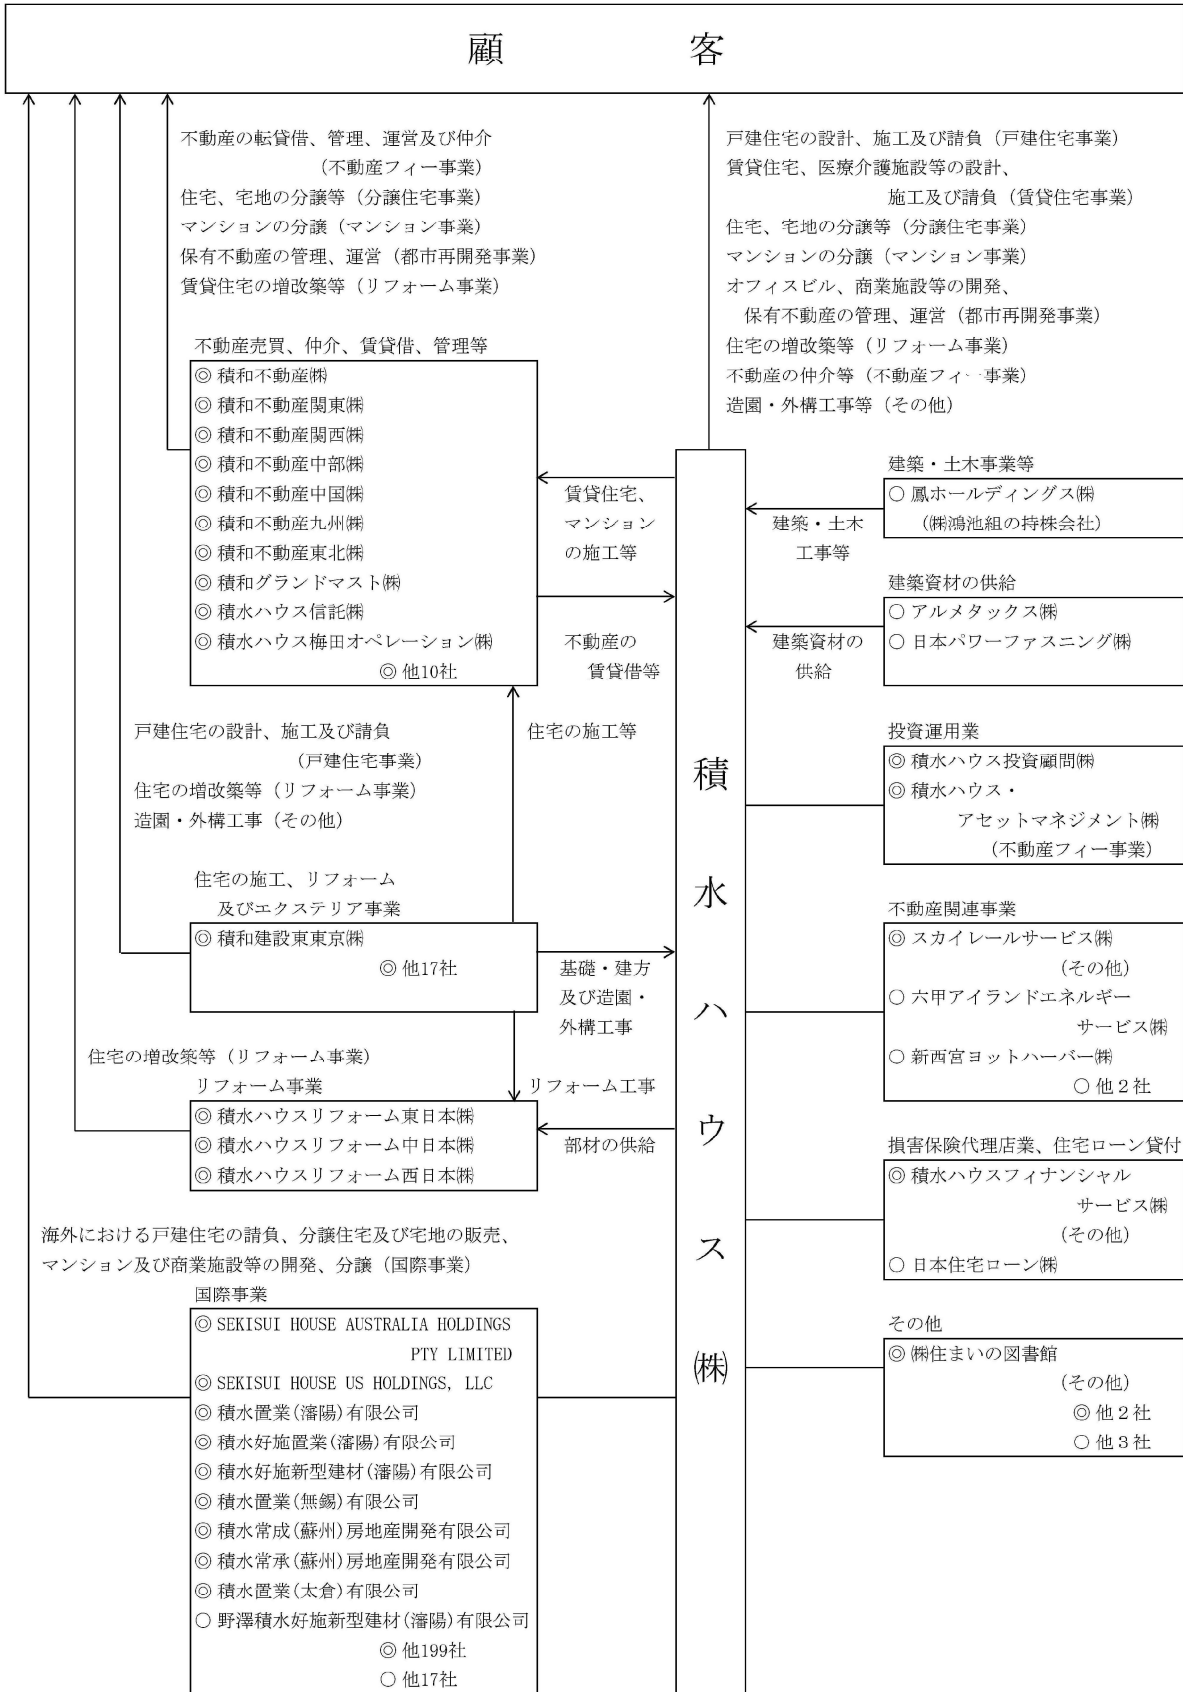 顧客
不動産の転貸借、管理、運営及び仲介
(不動産フィー事業)
住宅、宅地の分譲等 (分譲住宅事業)
マンションの分譲 (マンション事業)
保有不動産の管理、運営 (都市再開発事業)
賃貸住宅の増改築等 (リフォーム事業)
戸建住宅の設計、施工及び請負 (戸建住宅事業)
賃貸住宅、医療介護施設等の設計、
施工及び請負 (賃貸住宅事業)
住宅、宅地の分譲等 (分譲住宅事業)
マンションの分譲 (マンション事業)
オフィスビル、商業施設等の開発、
保有不動産の管理、運営 (都市再開発事業)
住宅の増改築等 (リフォーム事業)
不動産の仲介等 (不動産フィー事業)
造園・外構工事等 (その他)
不動産売買、仲介、賃貸借、管理等
◎ 積和不動産㈱
◎ 積和不動産関東㈱
◎ 積和不動産関西㈱
◎ 積和不動産中部㈱
◎ 積和不動産中国㈱
◎ 積和不動産九州㈱
◎ 積和不動産東北㈱
◎ 積和グランドマスト㈱
◎ 積水ハウス信託㈱
◎ 積水ハウス梅田オペレーション㈱
◎ 他10社
賃貸住宅、
マンション
の施工等
不動産の
賃貸借等
住宅の施工等
戸建住宅の設計、施工及び請負
(戸建住宅事業)
住宅の増改築等 (リフォーム事業)
造園・外構工事 (その他)
住宅の施工、リフォーム
及びエクステリア事業
◎ 積和建設東東京㈱
◎ 他17社
基礎・建方
及び造園・
外構工事
住宅の増改築等 (リフォーム事業)
リフォーム事業
リフォーム工事
◎ 積水ハウスリフォーム東日本㈱
◎ 積水ハウスリフォーム中日本㈱
◎ 積水ハウスリフォーム西日本㈱
部材の供給
海外における戸建住宅の請負、分譲住宅及び宅地の販売、
マンション及び商業施設等の開発、分譲 (国際事業)
国際事業
◎ SEKISUI HOUSE AUSTRALIA HOLDINGS
PTY LIMITED
◎ SEKISUI HOUSE US HOLDINGS, LLC
◎ 積水置業(瀋陽)有限公司
◎ 積水好施置業(瀋陽)有限公司
◎ 積水好施新型建材(瀋陽)有限公司
◎ 積水置業(無錫)有限公司
◎ 積水常成(蘇州)房地産開発有限公司
◎ 積水常承(蘇州)房地産開発有限公司
◎ 積水置業(太倉)有限公司
○ 野澤積水好施新型建材(瀋陽)有限公司
◎ 他199社
○ 他17社
積水ハウス㈱
建築・土木事業等
○ 鳳ホールディングス㈱
(㈱鴻池組の持株会社)
建築・土木
工事等
建築資材の供給
○ アルメタックス㈱
○ 日本パワーファスニング㈱
建築資材の
供給
投資運用業
◎ 積水ハウス投資顧問㈱
◎ 積水ハウス・
アセットマネジメント㈱
(不動産フィー事業)
不動産関連事業
◎ スカイレールサービス㈱
(その他)
○ 六甲アイランドエネルギー
サービス㈱
○ 新西宮ヨットハーバー㈱
○ 他２社
損害保険代理店業、住宅ローン貸付
◎ 積水ハウスフィナンシャル
サービス㈱
(その他)
○ 日本住宅ローン㈱
その他
◎ ㈱住まいの図書館
(その他)
◎ 他２社
○ 他３社